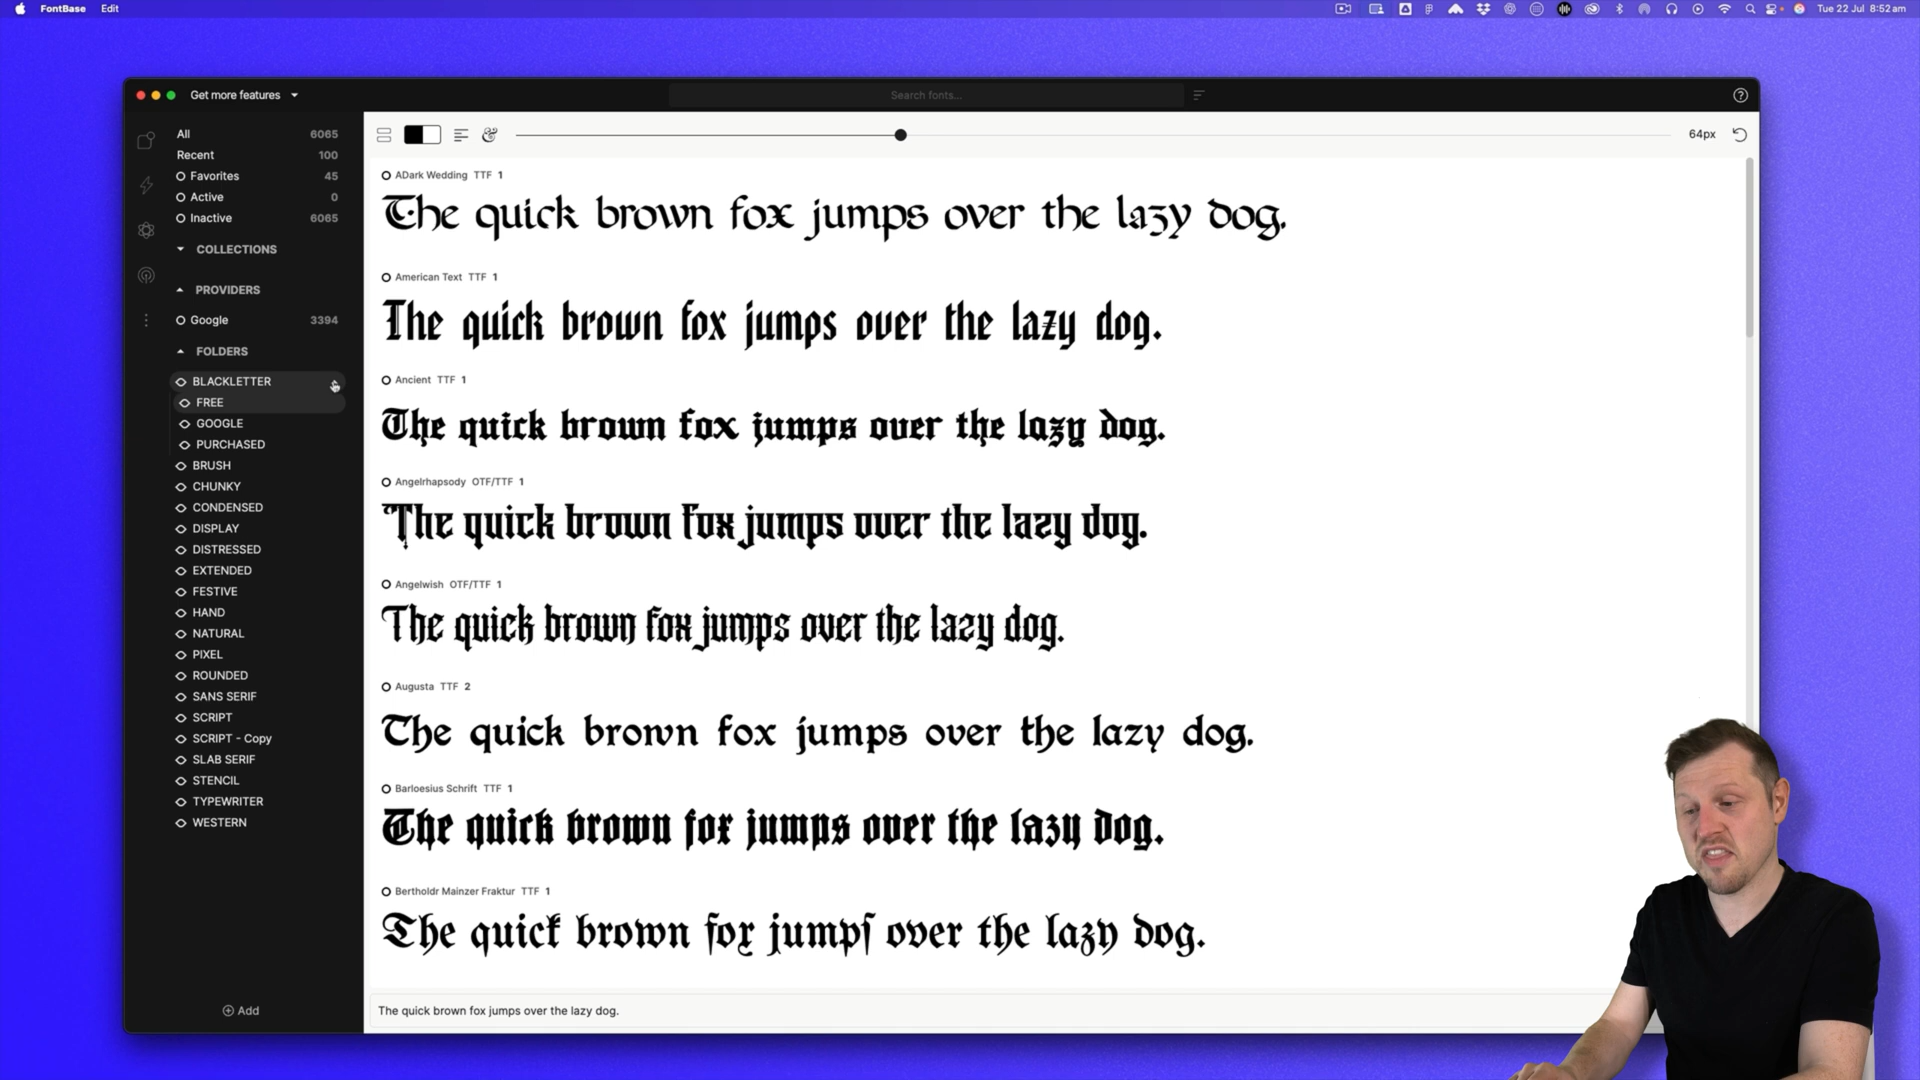 FontBase Edit
Tue 22 Jul 8:52 am
Get more features
Search fonts...
All 6065
Recent 100
Favorites 45
Active 0
Inactive 6065
COLLECTIONS
PROVIDERS
Google 3394
FOLDERS
BLACKLETTER
FREE
GOOGLE
PURCHASED
BRUSH
CHUNKY
CONDENSED
DISPLAY
DISTRESSED
EXTENDED
FESTIVE
HAND
NATURAL
PIXEL
ROUNDED
SANS SERIF
SCRIPT
SCRIPT - Copy
SLAB SERIF
STENCIL
TYPEWRITER
WESTERN
Add
64px
ADark Wedding TTF 1
The quick brown fox jumps over the lazy dog.
American Text TTF 1
The quick brown fox jumps over the lazy dog.
Ancient TTF 1
The quick brown fox jumps over the lazy dog.
Angelrhapsody OTF/TTF 1
The quick brown fox jumps over the lazy dog.
Angelwish OTF/TTF 1
The quick brown fox jumps over the lazy dog.
Augusta TTF 2
The quick brown fox jumps over the lazy dog.
Barloesius Schrift TTF 1
The quick brown fox jumps over the lazy dog.
Bertholdr Mainzer Fraktur TTF 1
The quick brown fox jumps over the lazy dog.
The quick brown fox jumps over the lazy dog.